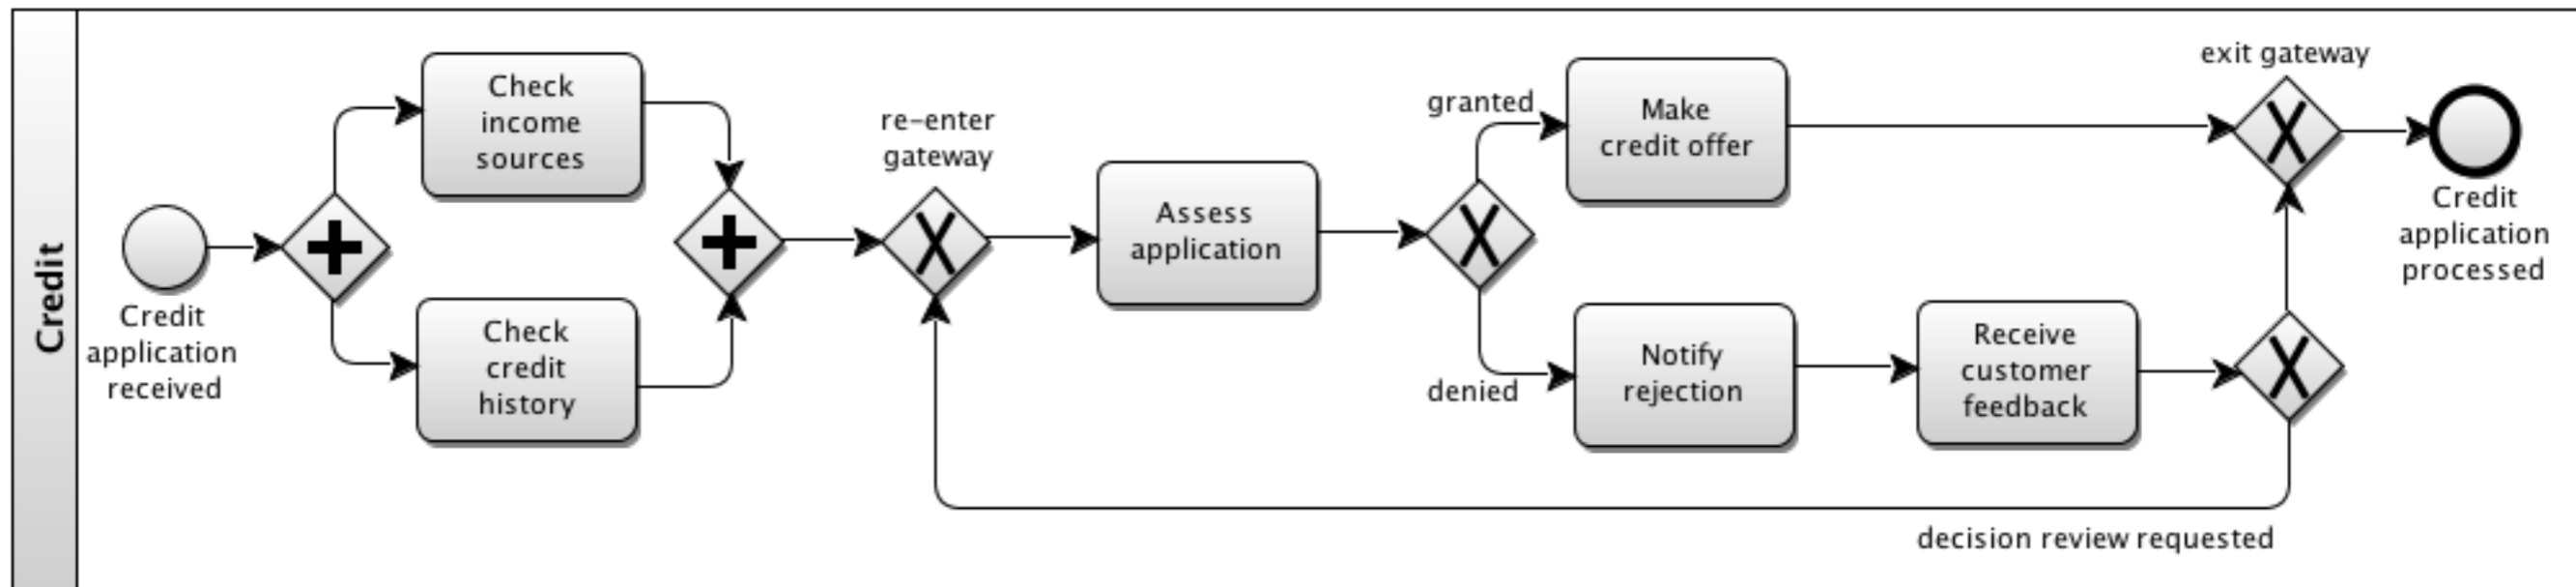 Credit
Credit
application
received
Check
income
sources
Check
credit
history
re-enter
gateway
Assess
application
granted
denied
Make
credit offer
Notify
rejection
Receive
customer
feedback
decision review requested
exit gateway
Credit
application
processed